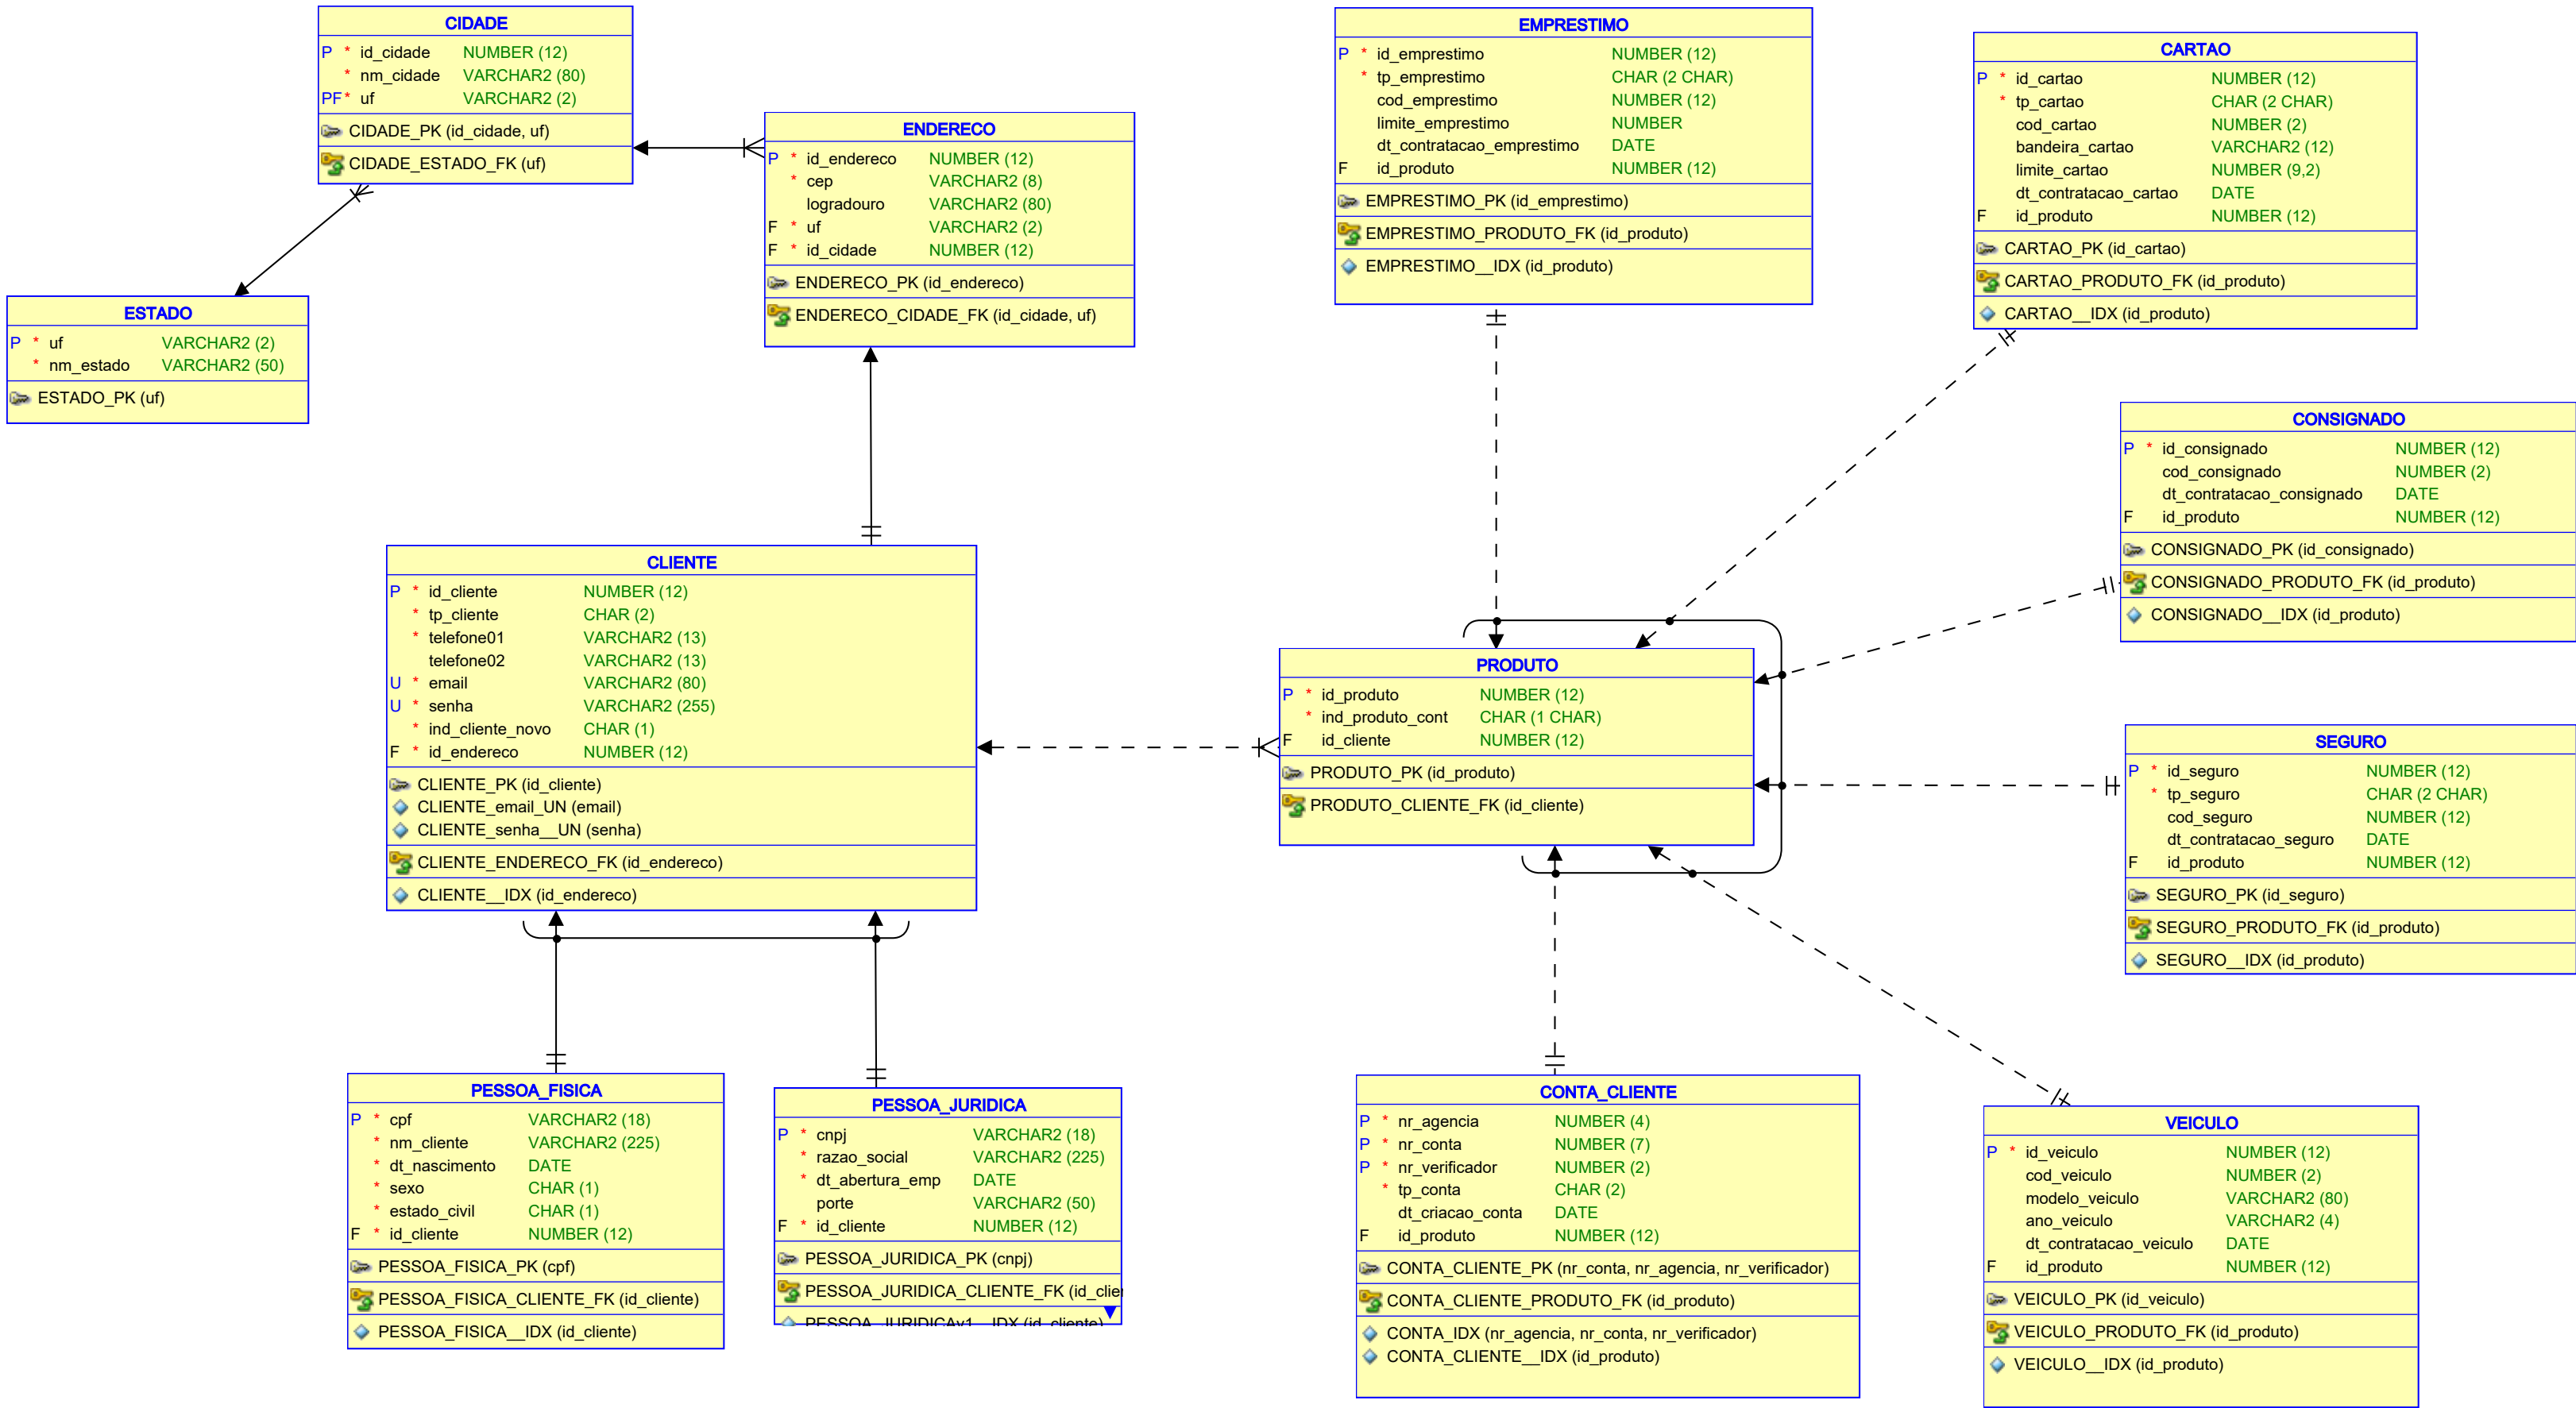 CIDADE
P * id_cidade NUMBER (12)
* nm_cidade VARCHAR2 (80)
PF * uf VARCHAR2 (2)
CIDADE_PK (id_cidade, uf)
CIDADE_ESTADO_FK (uf)
ENDERECO
P * id_endereco NUMBER (12)
* cep VARCHAR2 (8)
logradouro VARCHAR2 (80)
F * uf VARCHAR2 (2)
F * id_cidade NUMBER (12)
ENDERECO_PK (id_endereco)
ENDERECO_CIDADE_FK (id_cidade, uf)
ESTADO
P * uf VARCHAR2 (2)
* nm_estado VARCHAR2 (50)
ESTADO_PK (uf)
EMPRESTIMO
P * id_emprestimo NUMBER (12)
* tp_emprestimo CHAR (2 CHAR)
cod_emprestimo NUMBER (12)
limite_emprestimo NUMBER
dt_contratacao_emprestimo DATE
F id_produto NUMBER (12)
EMPRESTIMO_PK (id_emprestimo)
EMPRESTIMO_PRODUTO_FK (id_produto)
EMPRESTIMO__IDX (id_produto)
CARTAO
P * id_cartao NUMBER (12)
* tp_cartao CHAR (2 CHAR)
cod_cartao NUMBER (2)
bandeira_cartao VARCHAR2 (12)
limite_cartao NUMBER (9,2)
dt_contratacao_cartao DATE
F id_produto NUMBER (12)
CARTAO_PK (id_cartao)
CARTAO_PRODUTO_FK (id_produto)
CARTAO__IDX (id_produto)
CONSIGNADO
P * id_consignado NUMBER (12)
cod_consignado NUMBER (2)
dt_contratacao_consignado DATE
F id_produto NUMBER (12)
CONSIGNADO_PK (id_consignado)
CONSIGNADO_PRODUTO_FK (id_produto)
CONSIGNADO__IDX (id_produto)
CLIENTE
P * id_cliente NUMBER (12)
* tp_cliente CHAR (2)
* telefone01 VARCHAR2 (13)
telefone02 VARCHAR2 (13)
U * email VARCHAR2 (80)
U * senha VARCHAR2 (255)
* ind_cliente_novo CHAR (1)
F * id_endereco NUMBER (12)
CLIENTE_PK (id_cliente)
CLIENTE_email_UN (email)
CLIENTE_senha__UN (senha)
CLIENTE_ENDERECO_FK (id_endereco)
CLIENTE__IDX (id_endereco)
PRODUTO
P * id_produto NUMBER (12)
* ind_produto_cont CHAR (1 CHAR)
F id_cliente NUMBER (12)
PRODUTO_PK (id_produto)
PRODUTO_CLIENTE_FK (id_cliente)
SEGURO
P * id_seguro NUMBER (12)
* tp_seguro CHAR (2 CHAR)
cod_seguro NUMBER (12)
dt_contratacao_seguro DATE
F id_produto NUMBER (12)
SEGURO_PK (id_seguro)
SEGURO_PRODUTO_FK (id_produto)
SEGURO__IDX (id_produto)
PESSOA_FISICA
P * cpf VARCHAR2 (18)
* nm_cliente VARCHAR2 (225)
* dt_nascimento DATE
* sexo CHAR (1)
* estado_civil CHAR (1)
F * id_cliente NUMBER (12)
PESSOA_FISICA_PK (cpf)
PESSOA_FISICA_CLIENTE_FK (id_cliente)
PESSOA_FISICA__IDX (id_cliente)
PESSOA_JURIDICA
P * cnpj VARCHAR2 (18)
* razao_social VARCHAR2 (225)
* dt_abertura_emp DATE
porte VARCHAR2 (50)
F * id_cliente NUMBER (12)
PESSOA_JURIDICA_PK (cnpj)
PESSOA_JURIDICA_CLIENTE_FK (id_clie
PESSOA_JURIDICAv1__IDX (id_cliente)
CONTA_CLIENTE
P * nr_agencia NUMBER (4)
P * nr_conta NUMBER (7)
P * nr_verificador NUMBER (2)
* tp_conta CHAR (2)
dt_criacao_conta DATE
F id_produto NUMBER (12)
CONTA_CLIENTE_PK (nr_conta, nr_agencia, nr_verificador)
CONTA_CLIENTE_PRODUTO_FK (id_produto)
CONTA_IDX (nr_agencia, nr_conta, nr_verificador)
CONTA_CLIENTE__IDX (id_produto)
VEICULO
P * id_veiculo NUMBER (12)
cod_veiculo NUMBER (2)
modelo_veiculo VARCHAR2 (80)
ano_veiculo VARCHAR2 (4)
dt_contratacao_veiculo DATE
F id_produto NUMBER (12)
VEICULO_PK (id_veiculo)
VEICULO_PRODUTO_FK (id_produto)
VEICULO__IDX (id_produto)